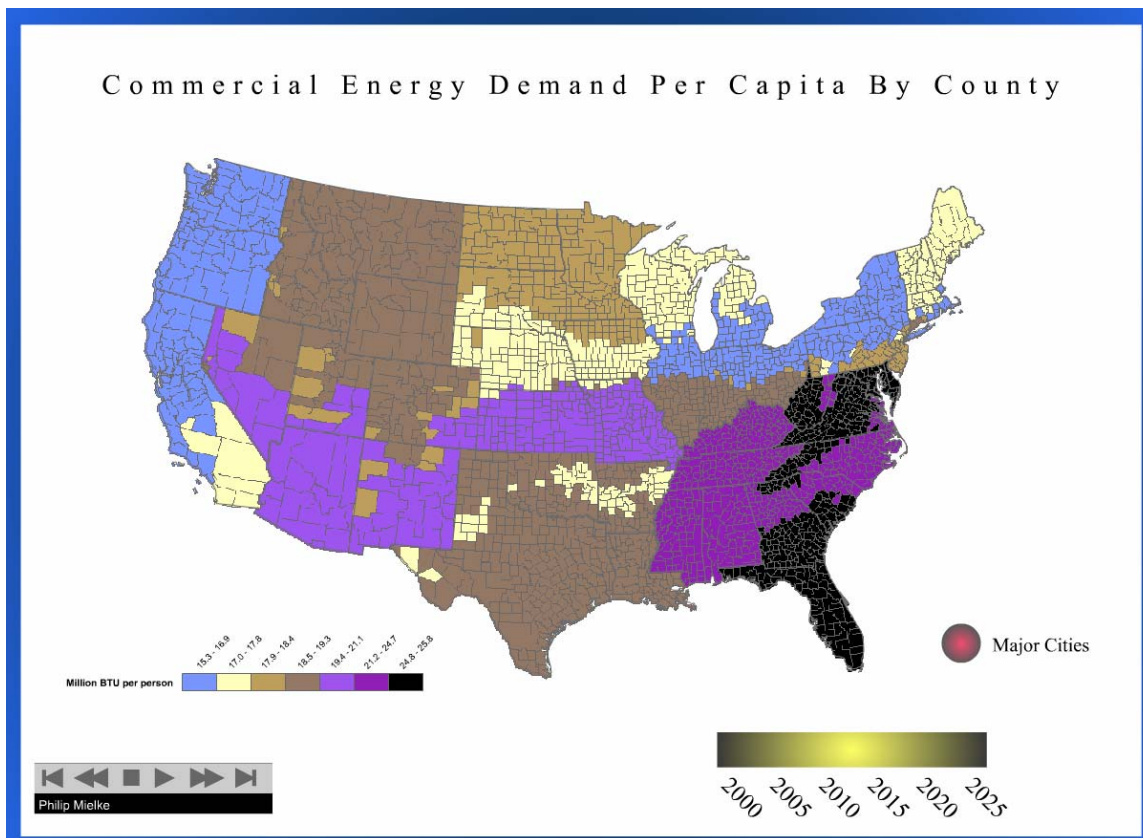 Commercial Energy Demand Per Capita By County
15.3 - 16.9
17.0 - 17.8
17.9 - 18.4
18.5 - 19.3
19.4 - 21.1
21.2 - 24.7
24.8 - 25.8
Million BTU per person
Major Cities
2000
2005
2010
2015
2020
2025
Philip Mielke